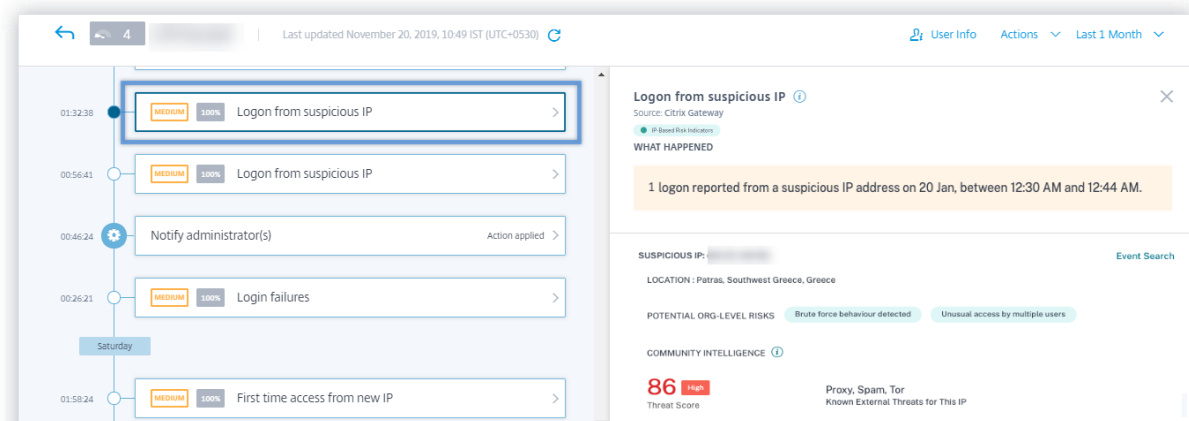 4
Last updated November 20, 2019, 10:49 IST (UTC+0530)
User Info
Actions
Last 1 Month
01:32:38
MEDIUM 100% Logon from suspicious IP
00:56:41
MEDIUM 100% Logon from suspicious IP
00:46:24
Notify administrator(s)
Action applied
00:26:21
MEDIUM 100% Login failures
Saturday
01:58:24
MEDIUM 100% First time access from new IP
Logon from suspicious IP
Source: Citrix Gateway
IP-Based Risk Indicators
WHAT HAPPENED
1 logon reported from a suspicious IP address on 20 Jan, between 12:30 AM and 12:44 AM.
SUSPICIOUS IP:
Event Search
LOCATION : Patras, Southwest Greece, Greece
POTENTIAL ORG-LEVEL RISKS Brute force behaviour detected Unusual access by multiple users
COMMUNITY INTELLIGENCE
86 High
Threat Score
Proxy, Spam, Tor
Known External Threats for This IP